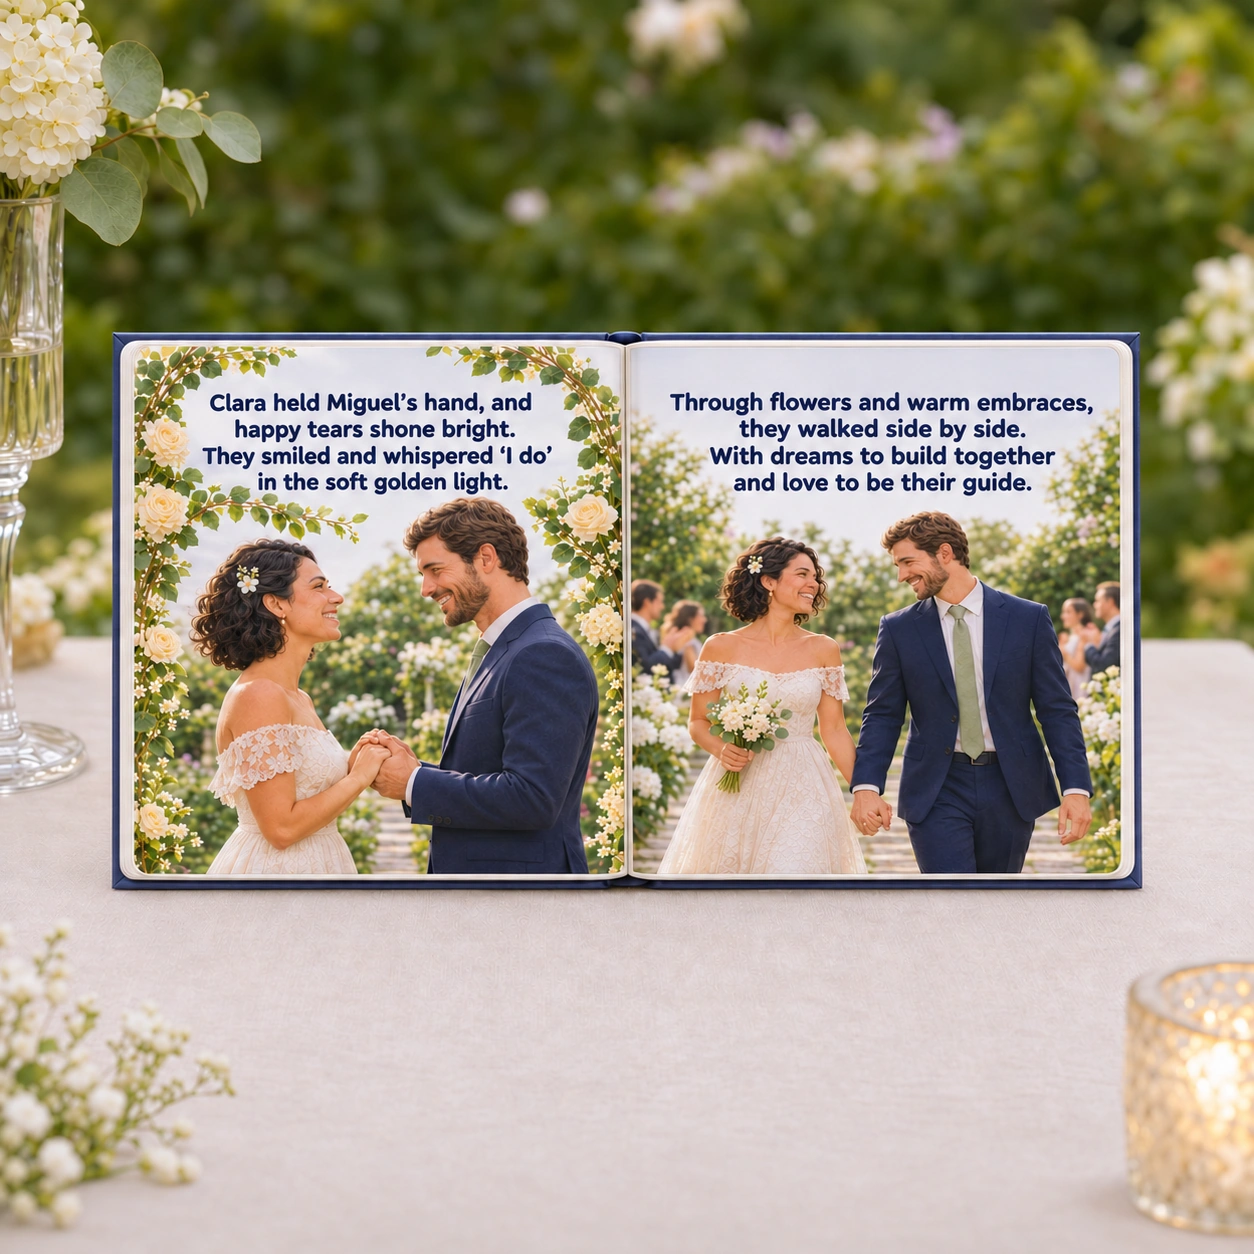 Clara held Miguel’s hand, and
happy tears shone bright.
They smiled and whispered ‘I do’
in the soft golden light.
Through flowers and warm embraces,
they walked side by side.
With dreams to build together
and love to be their guide.